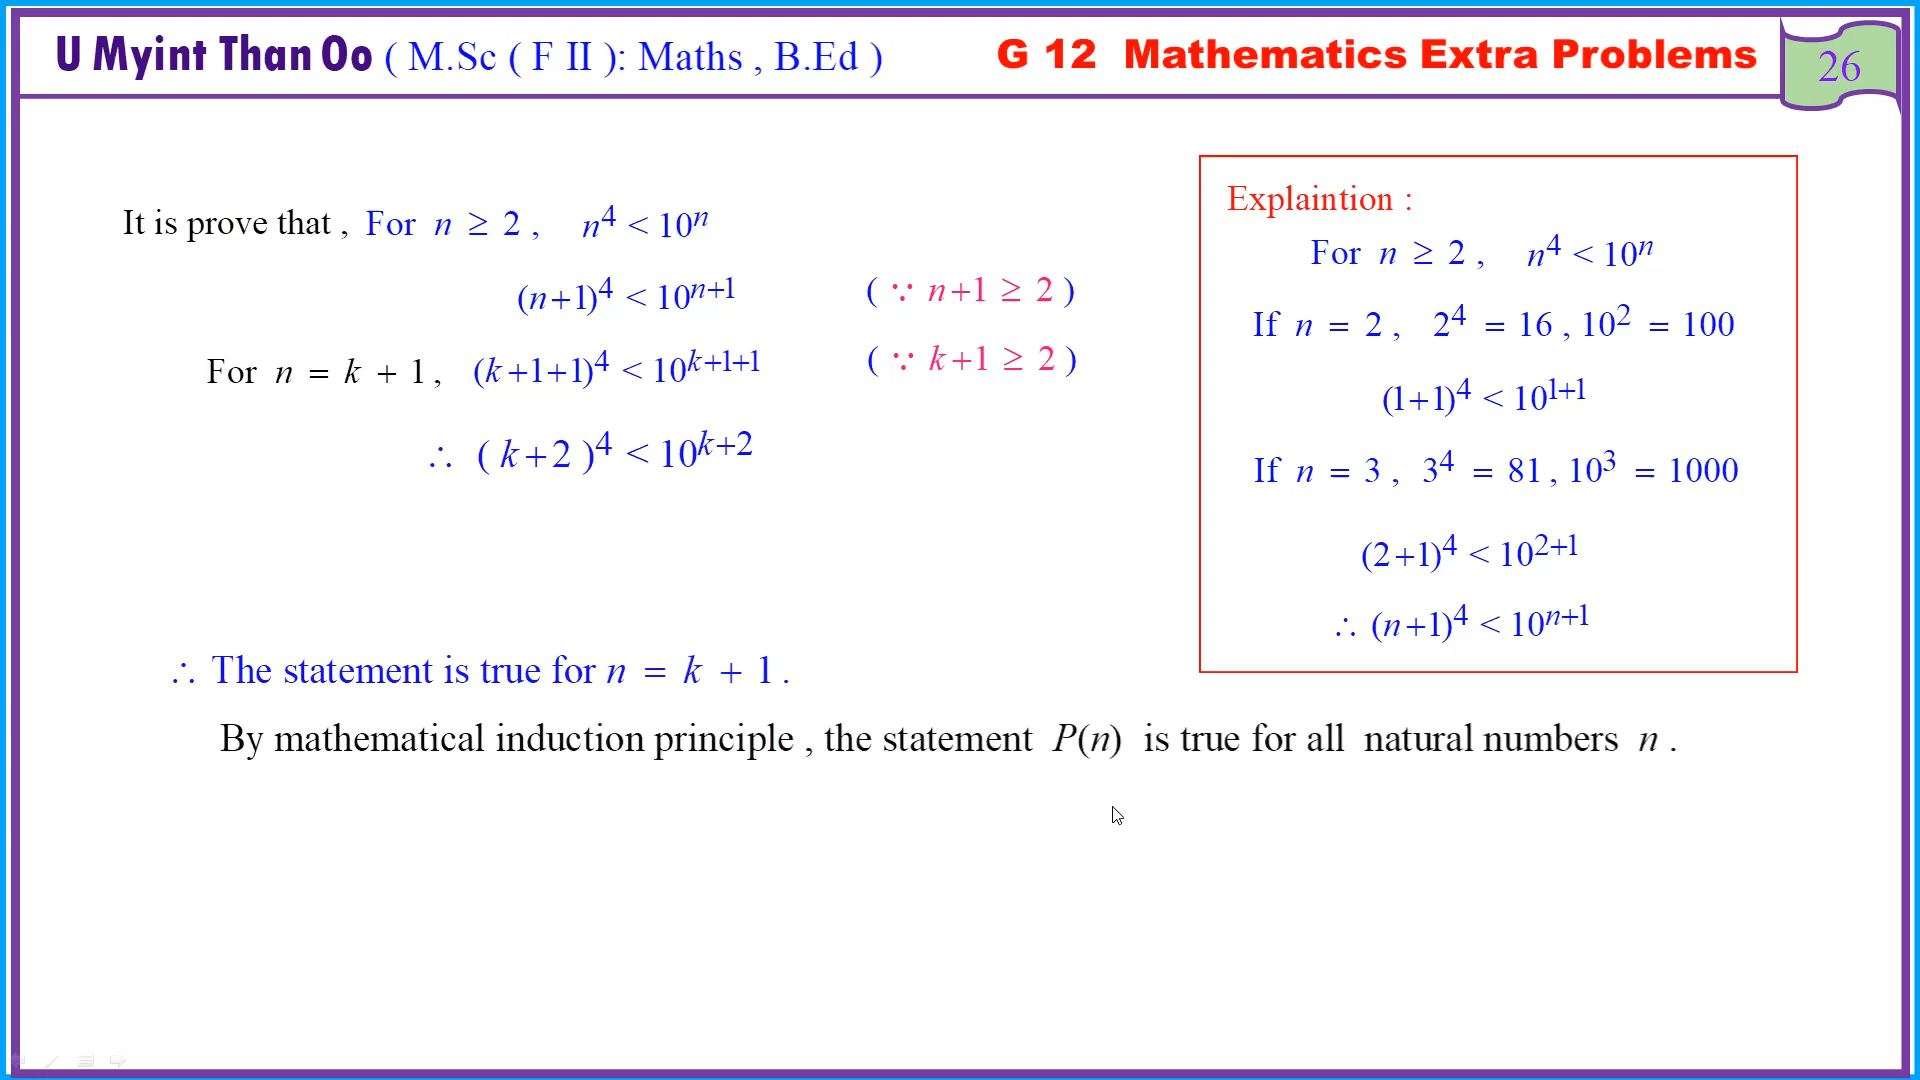 U Myint Than Oo ( M.Sc ( F II ): Maths , B.Ed )
G 12 Mathematics Extra Problems
26
It is prove that , For n ≥ 2 , n⁴ < 10ⁿ
(n+1)⁴ < 10ⁿ⁺¹ ( ∵ n+1 ≥ 2 )
For n = k + 1 , (k+1+1)⁴ < 10ᵏ⁺¹⁺¹ ( ∵ k+1 ≥ 2 )
∴ ( k+2 )⁴ < 10ᵏ⁺²
∴ The statement is true for n = k + 1 .
By mathematical induction principle , the statement P(n) is true for all natural numbers n .
Explaintion :
For n ≥ 2 , n⁴ < 10ⁿ
If n = 2 , 2⁴ = 16 , 10² = 100
(1+1)⁴ < 10¹⁺¹
If n = 3 , 3⁴ = 81 , 10³ = 1000
(2+1)⁴ < 10²⁺¹
∴ (n+1)⁴ < 10ⁿ⁺¹